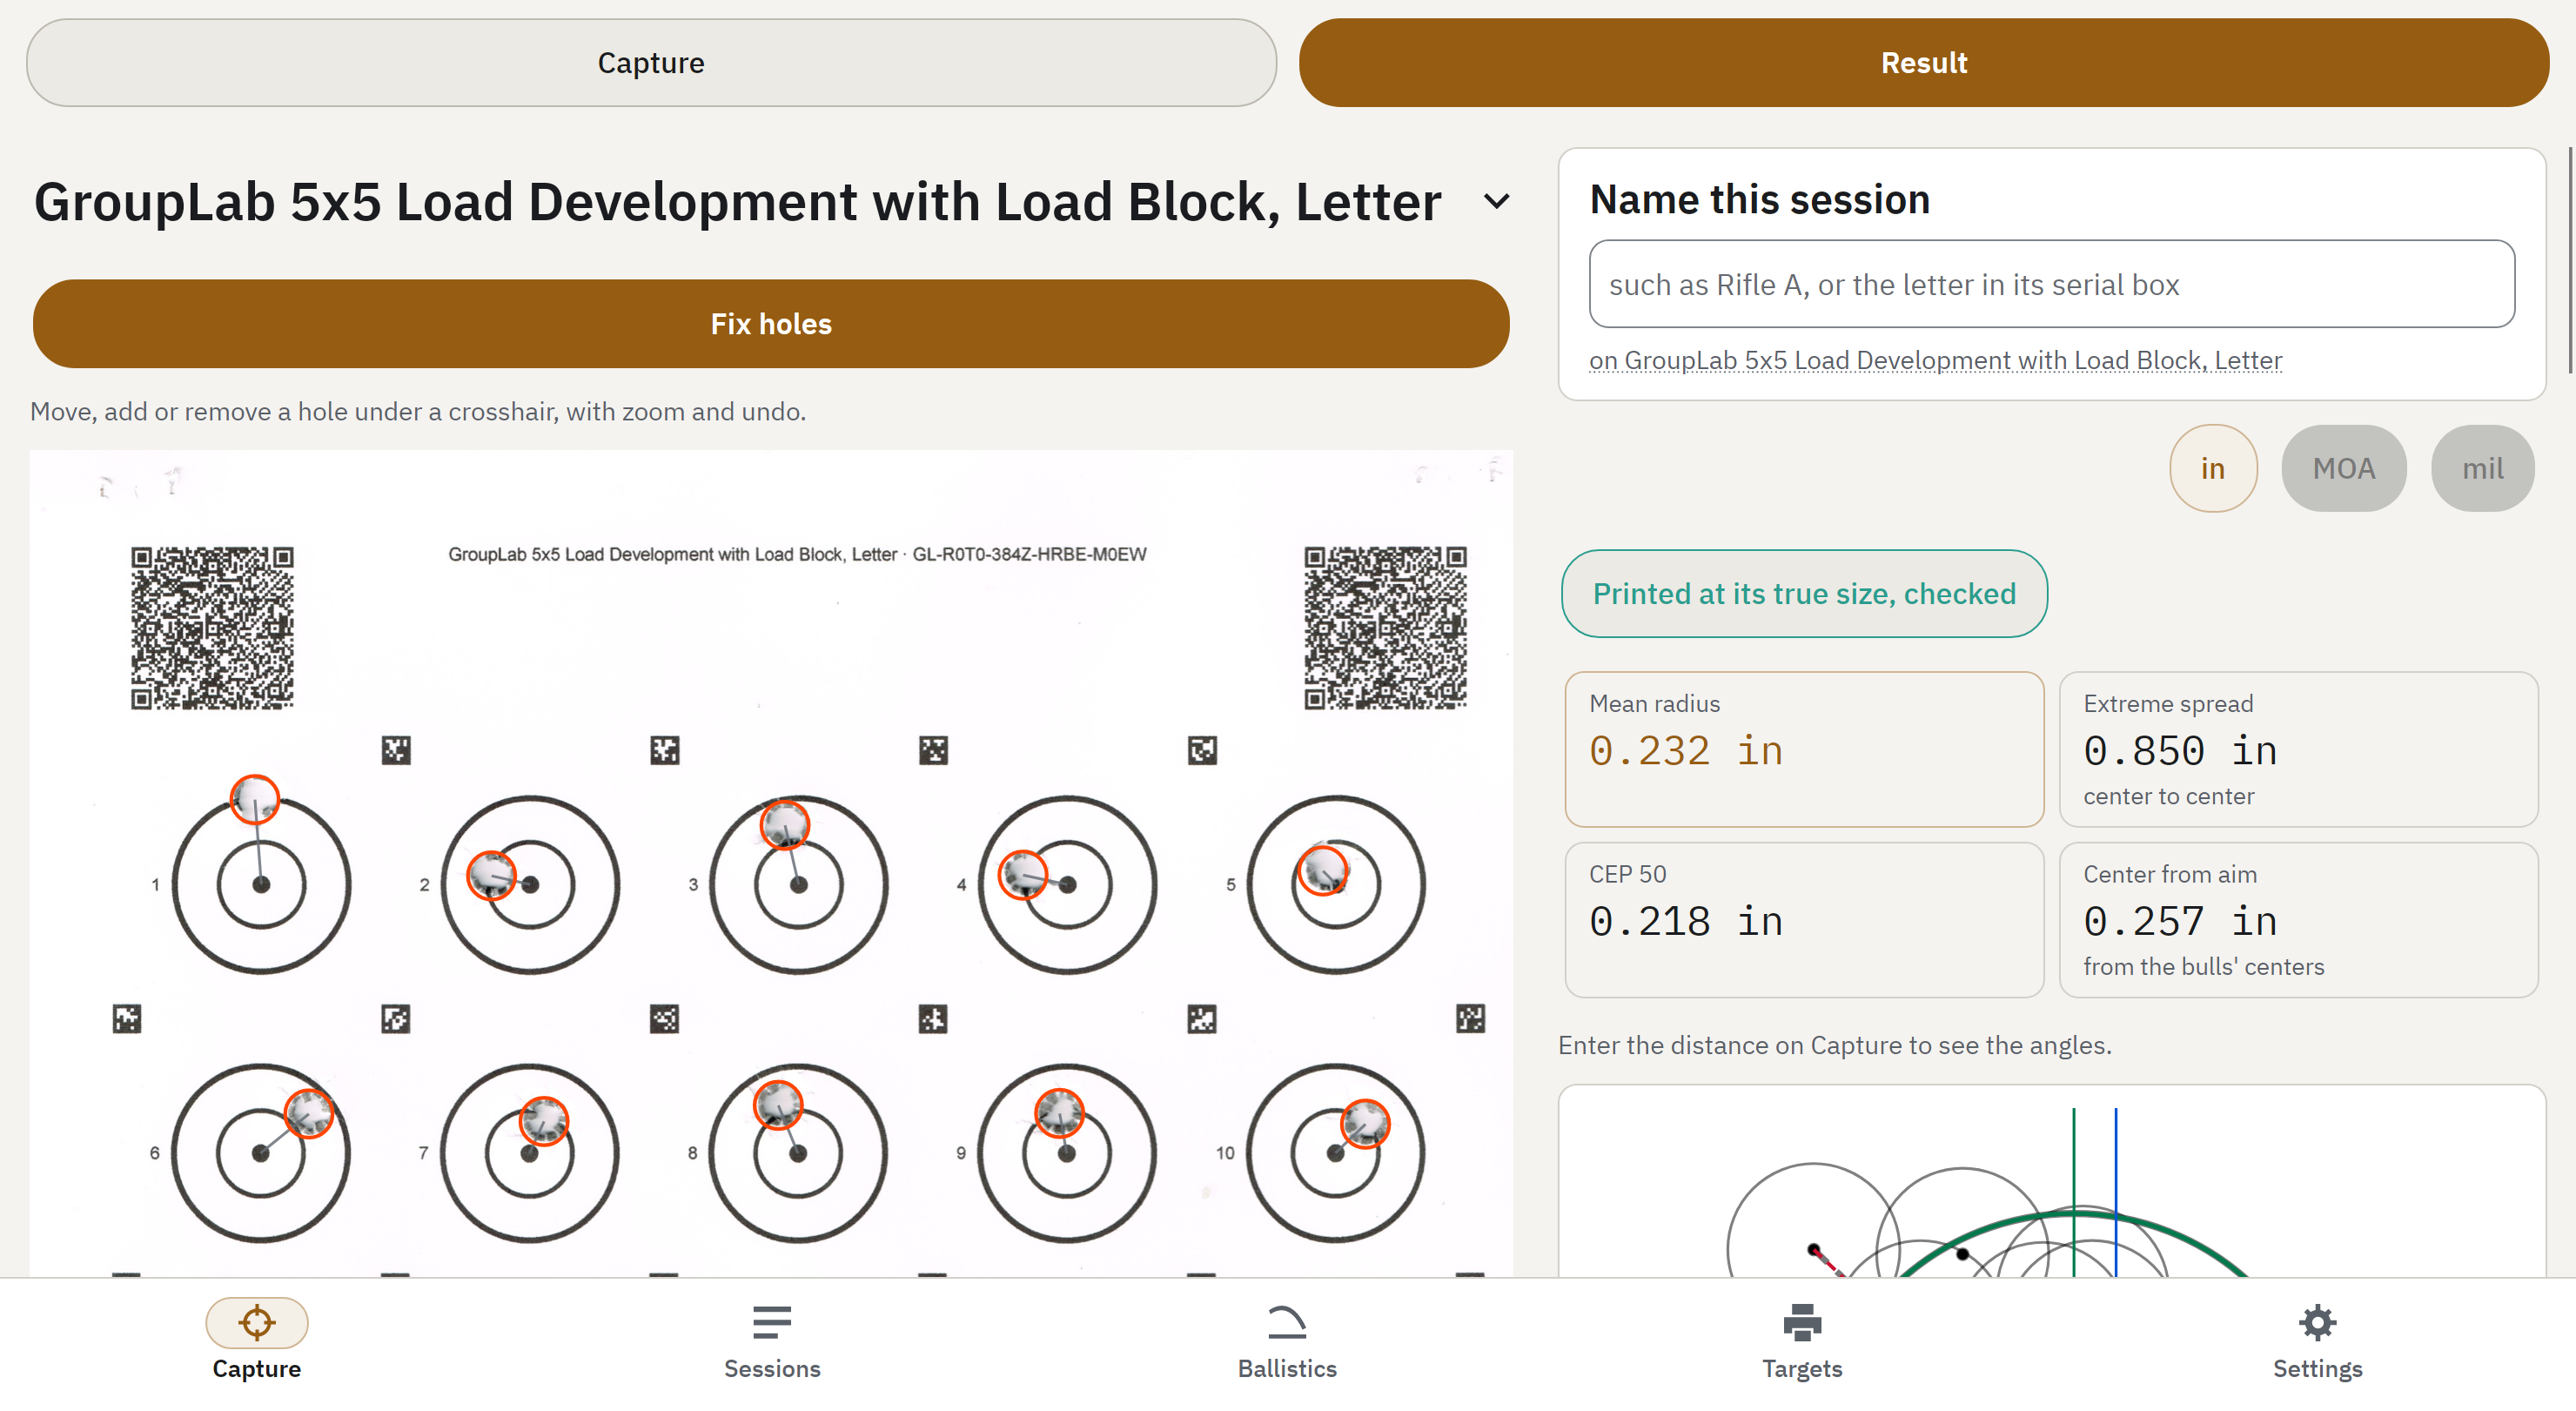 Capture
Result
GroupLab 5x5 Load Development with Load Block, Letter
Fix holes
Move, add or remove a hole under a crosshair, with zoom and undo.
GroupLab 5x5 Load Development with Load Block, Letter · GL-R0T0-384Z-HRBE-M0EW
1
2
3
4
5
6
7
8
9
10
Name this session
such as Rifle A, or the letter in its serial box
on GroupLab 5x5 Load Development with Load Block, Letter
in
MOA
mil
Printed at its true size, checked
Mean radius
0.232 in
Extreme spread
0.850 in
center to center
CEP 50
0.218 in
Center from aim
0.257 in
from the bulls' centers
Enter the distance on Capture to see the angles.
Capture
Sessions
Ballistics
Targets
Settings